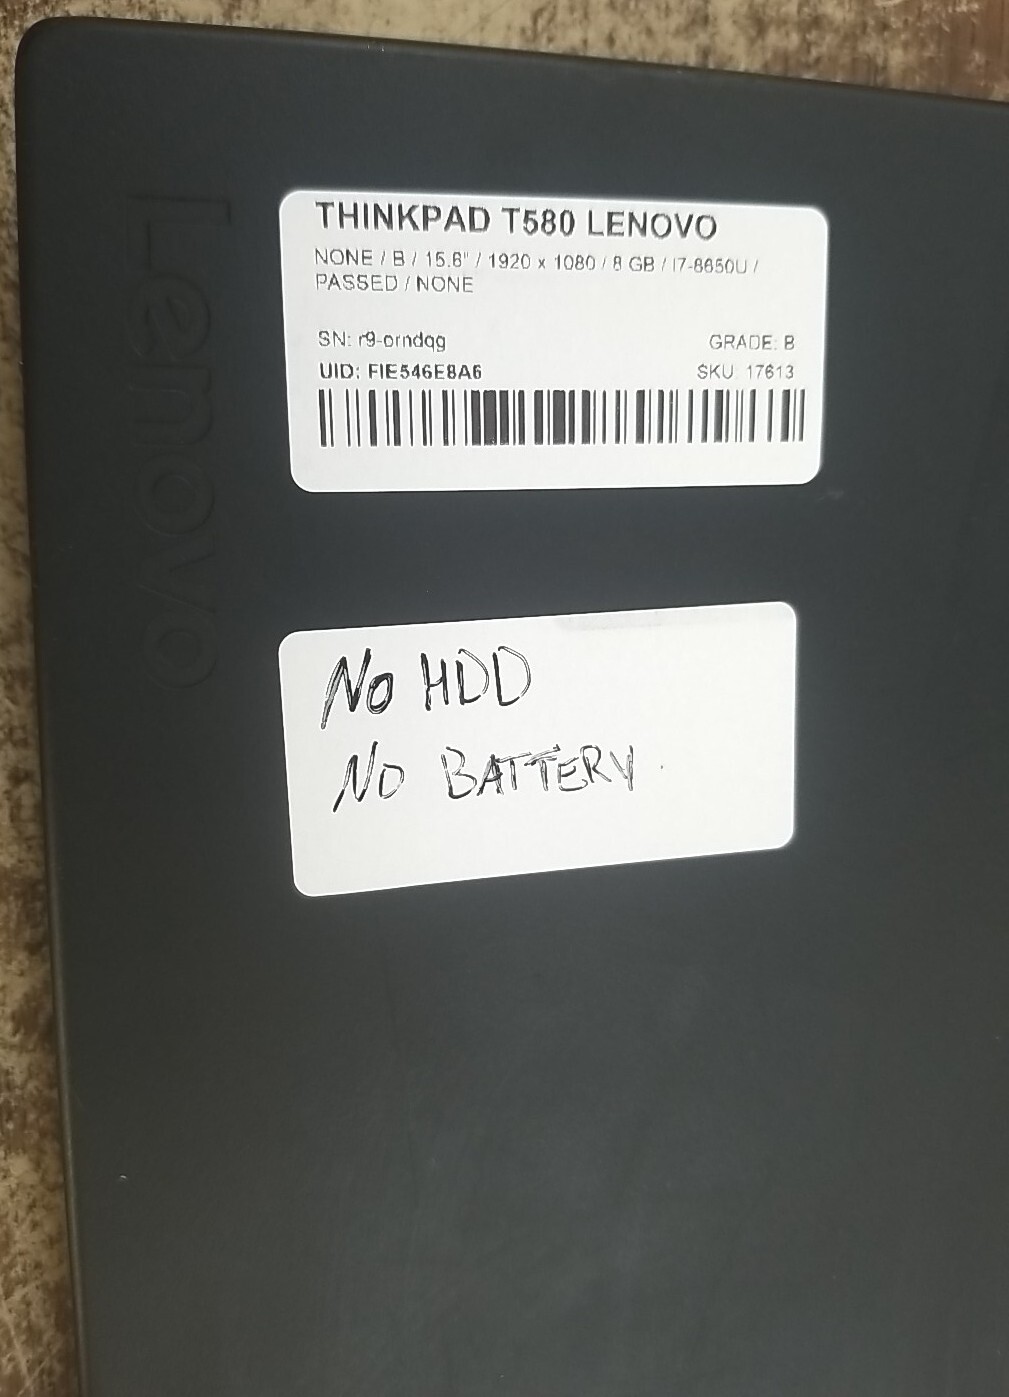 Lenovo
THINKPAD T580 LENOVO
NONE / B / 15.6" / 1920 x 1080 / 8 GB / I7-8650U /
PASSED / NONE
SN: r9-orndqg
GRADE: B
UID: FIE546E8A6
SKU: 17613
No HDD
No BATTERY